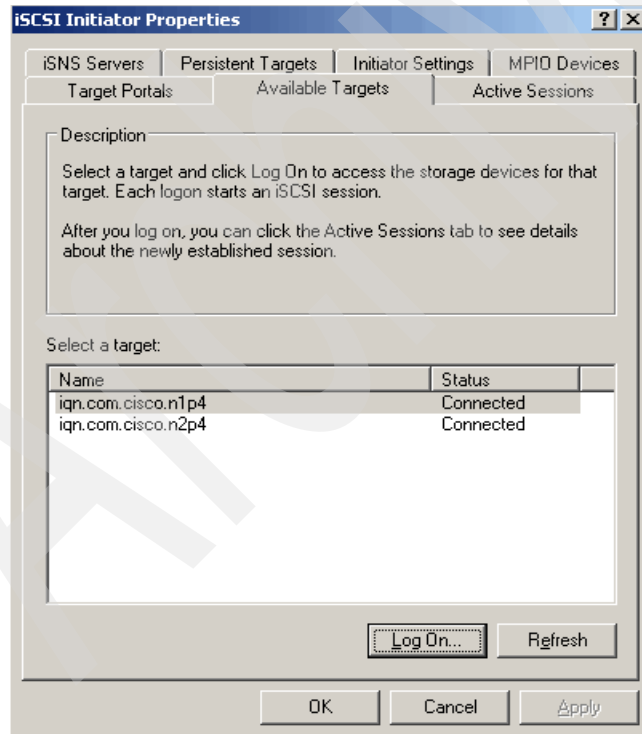 iSCSI Initiator Properties
iSNS Servers Persistent Targets Initiator Settings MPIO Devices
Target Portals Available Targets Active Sessions
Description
Select a target and click Log On to access the storage devices for that
target. Each logon starts an iSCSI session.
After you log on, you can click the Active Sessions tab to see details
about the newly established session.
Select a target:
Name Status
iqn.com.cisco.n1p4 Connected
iqn.com.cisco.n2p4 Connected
Log On... Refresh
OK Cancel Apply